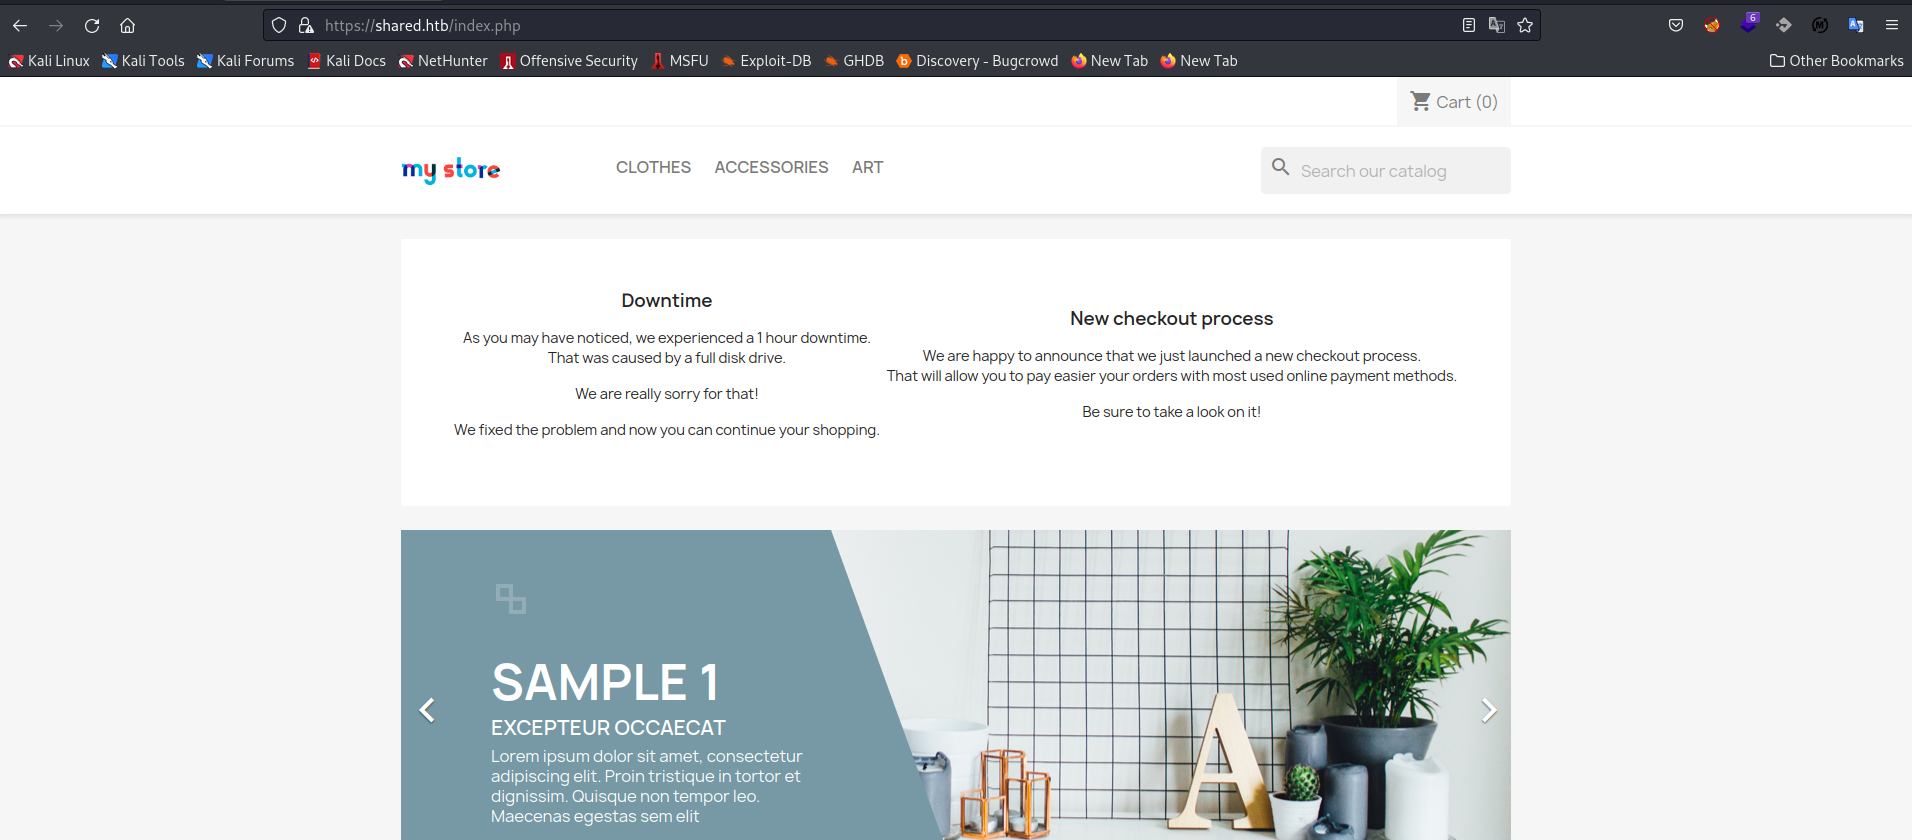 https://shared.htb/index.php
6
Kali Linux Kali Tools Kali Forums Kali Docs NetHunter Offensive Security MSFU Exploit-DB GHDB Discovery - Bugcrowd New Tab New Tab Other Bookmarks
Cart (0)
my store CLOTHES ACCESSORIES ART Search our catalog
Downtime
As you may have noticed, we experienced a 1 hour downtime.
That was caused by a full disk drive.
We are really sorry for that!
We fixed the problem and now you can continue your shopping.
New checkout process
We are happy to announce that we just launched a new checkout process.
That will allow you to pay easier your orders with most used online payment methods.
Be sure to take a look on it!
SAMPLE 1
EXCEPTEUR OCCAECAT
Lorem ipsum dolor sit amet, consectetur
adipiscing elit. Proin tristique in tortor et
dignissim. Quisque non tempor leo.
Maecenas egestas sem elit
A